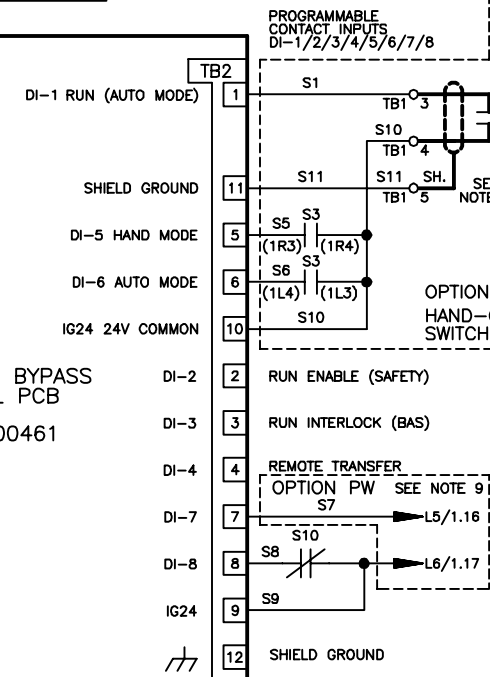 PROGRAMMABLE
CONTACT INPUTS
DI-1/2/3/4/5/6/7/8
TB2
DI-1 RUN (AUTO MODE) 1 S1 TB1 3
S10 TB1 4
SHIELD GROUND 11 S11 S11 SH. TB1 5
SE
NOTE
DI-5 HAND MODE 5 S5 S3
(1R3) (1R4)
DI-6 AUTO MODE 6 S6 S3
(1L4) (1L3)
OPTION
HAND-
SWITCH
IG24 24V COMMON 10 S10
BYPASS
PCB
00461
DI-2 2 RUN ENABLE (SAFETY)
DI-3 3 RUN INTERLOCK (BAS)
DI-4 4 REMOTE TRANSFER
OPTION PW SEE NOTE 9
DI-7 7 S7 L5/1.16
DI-8 8 S8 S10 L6/1.17
IG24 9 S9
12 SHIELD GROUND